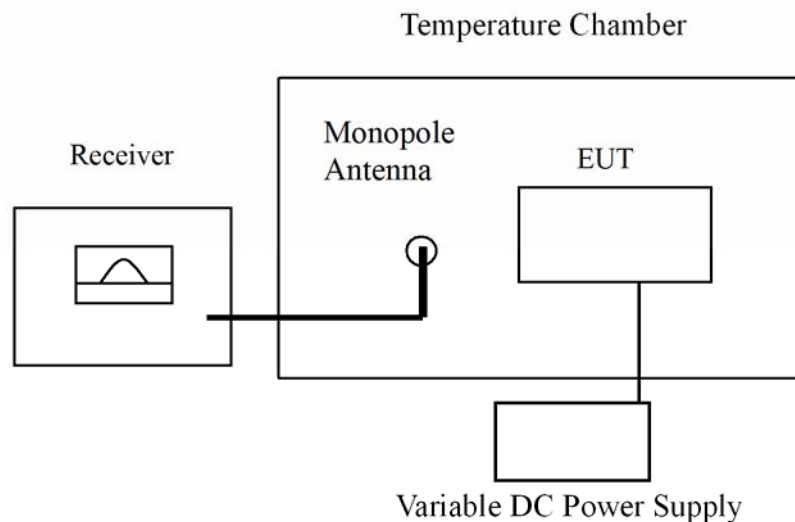 Temperature Chamber
Receiver
Monopole
Antenna
EUT
Variable DC Power Supply